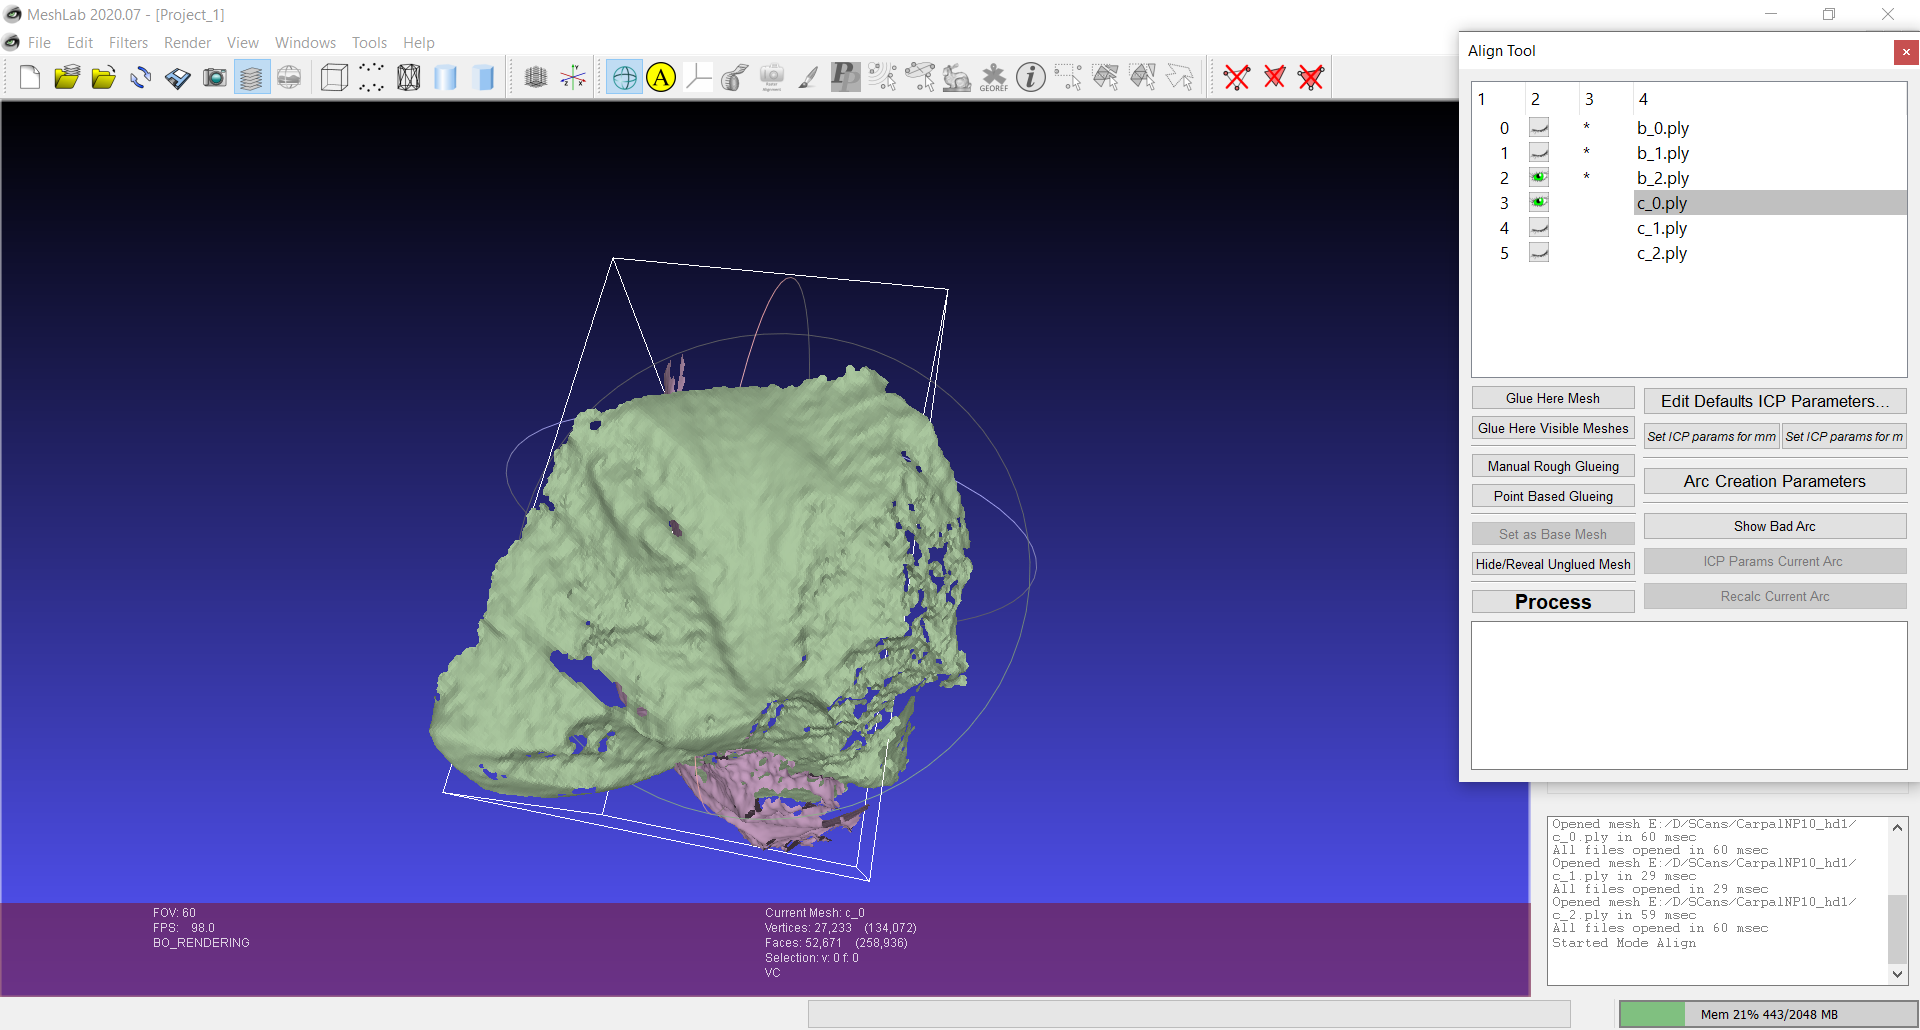 MeshLab 2020.07 - [Project_1]
File Edit Filters Render View Windows Tools Help
A
PP
GEOREF
i
Align Tool
1 2 3 4
0 * b_0.ply
1 * b_1.ply
2 * b_2.ply
3 c_0.ply
4 c_1.ply
5 c_2.ply
Glue Here Mesh
Glue Here Visible Meshes
Manual Rough Glueing
Point Based Glueing
Set as Base Mesh
Hide/Reveal Unglued Mesh
Process
Edit Defaults ICP Parameters...
Set ICP params for mm Set ICP params for m
Arc Creation Parameters
Show Bad Arc
ICP Params Current Arc
Recalc Current Arc
Opened mesh E:/D/SCans/CarpalNP10_hd1/
c_0.ply in 60 msec
All files opened in 60 msec
Opened mesh E:/D/SCans/CarpalNP10_hd1/
c_1.ply in 29 msec
All files opened in 29 msec
Opened mesh E:/D/SCans/CarpalNP10_hd1/
c_2.ply in 59 msec
All files opened in 60 msec
Started Mode Align
FOV: 60
FPS: 98.0
BO_RENDERING
Current Mesh: c_0
Vertices: 27,233 (134,072)
Faces: 52,671 (258,936)
Selection: v: 0 f: 0
VC
Mem 21% 443/2048 MB